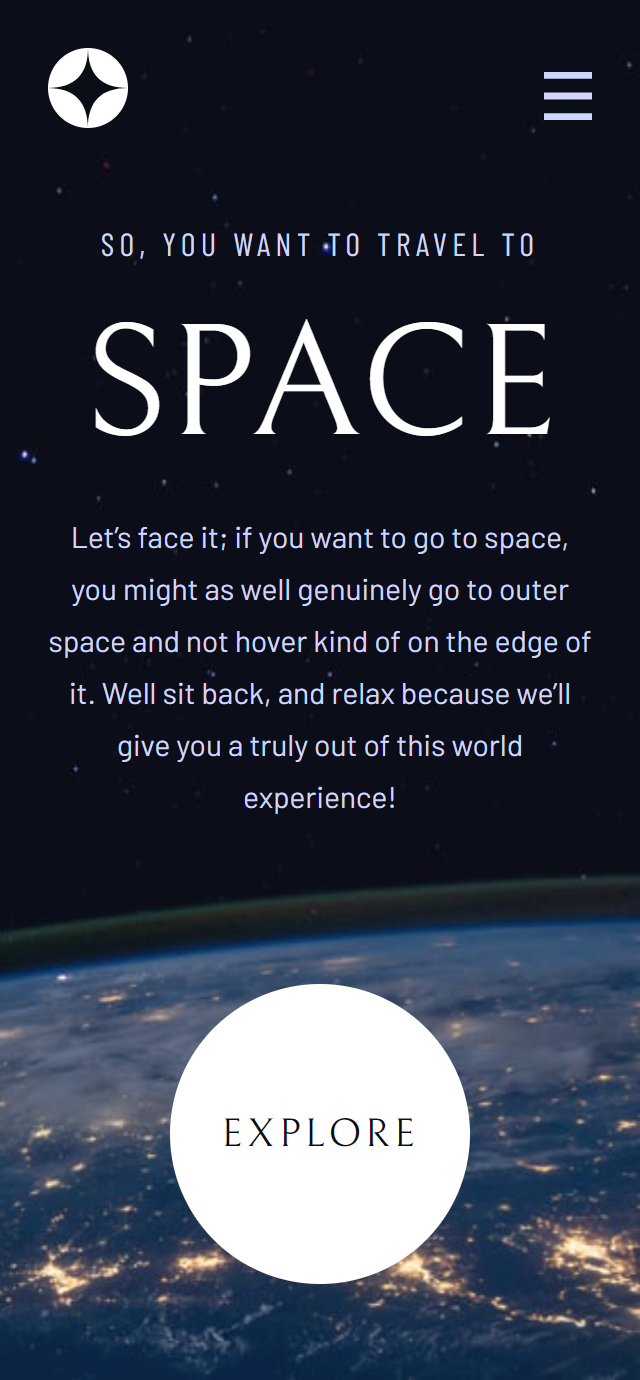 SO, YOU WANT TO TRAVEL TO
SPACE
Let’s face it; if you want to go to space,
you might as well genuinely go to outer
space and not hover kind of on the edge of
it. Well sit back, and relax because we’ll
give you a truly out of this world
experience!
EXPLORE